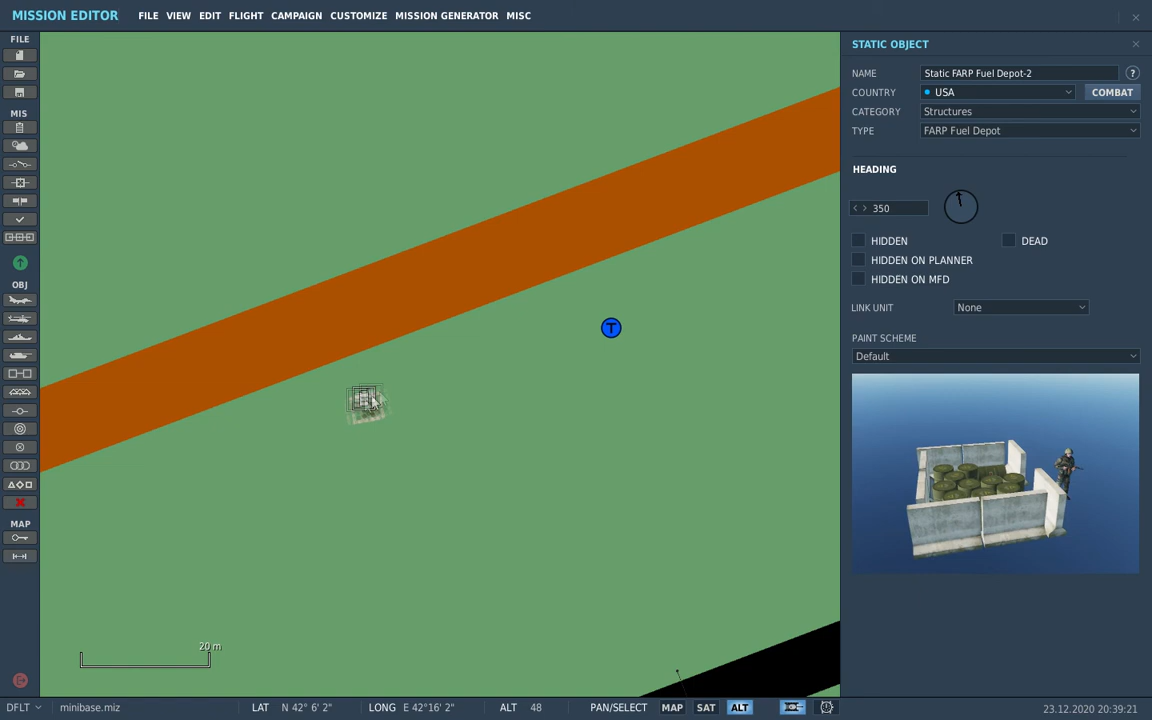 MISSION EDITOR FILE VIEW EDIT FLIGHT CAMPAIGN CUSTOMIZE MISSION GENERATOR MISC
FILE
MIS
OBJ
MAP
T
20 m
STATIC OBJECT
NAME Static FARP Fuel Depot-2 ?
COUNTRY USA COMBAT
CATEGORY Structures
TYPE FARP Fuel Depot
HEADING
350
HIDDEN DEAD
HIDDEN ON PLANNER
HIDDEN ON MFD
LINK UNIT None
PAINT SCHEME
Default
DFLT minibase.miz LAT N 42° 6' 2" LONG E 42°16' 2" ALT 48 PAN/SELECT MAP SAT ALT 23.12.2020 20:39:21